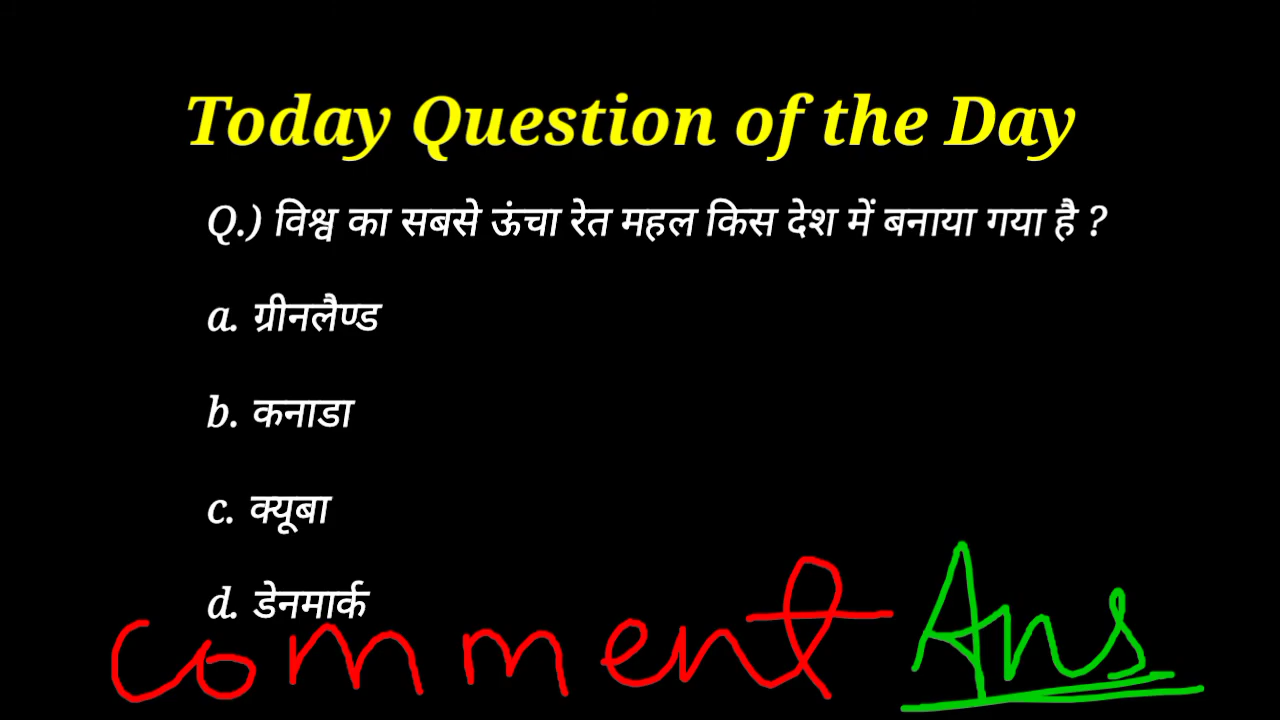 Today Question of the Day
Q.) विश्व का सबसे ऊंचा रेत महल किस देश में बनाया गया है ?
a. ग्रीनलैण्ड
b. कनाडा
c. क्यूबा
d. डेनमार्क
comment Ans